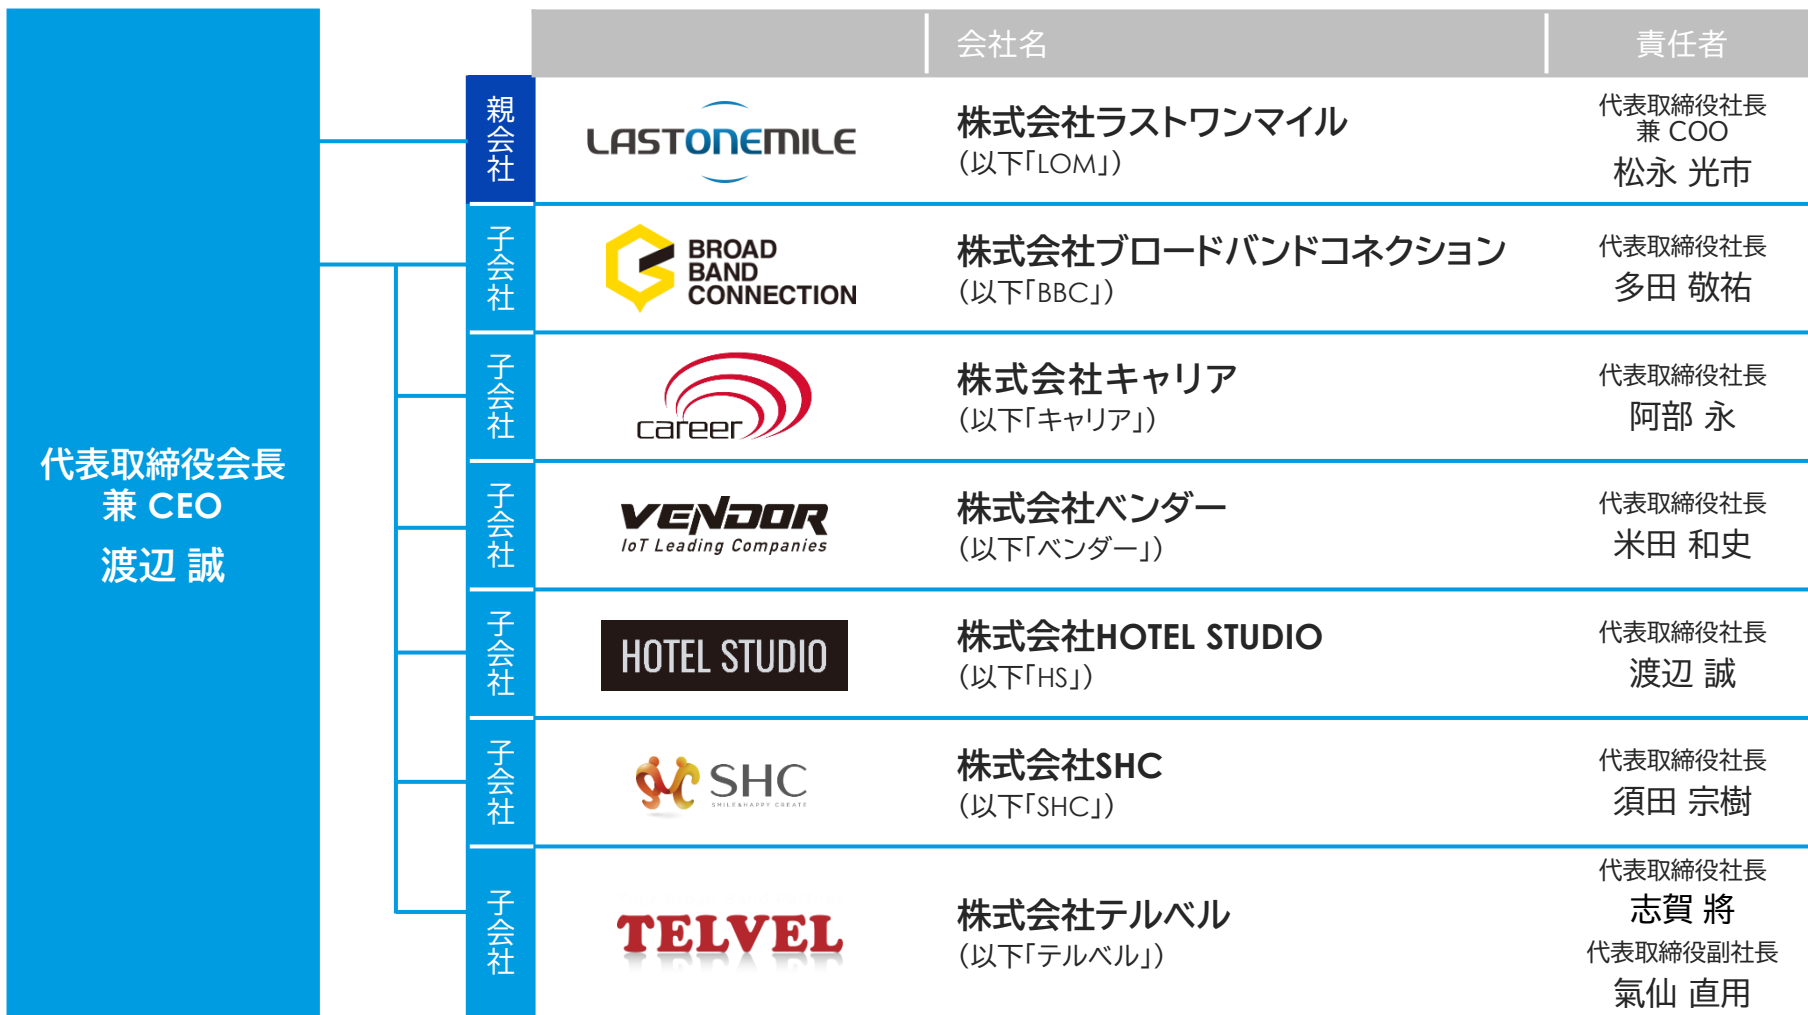 代表取締役会長
兼 CEO
渡辺 誠
会社名
責任者
親会社
LASTONEMILE
株式会社ラストワンマイル
(以下「LOM」)
代表取締役社長
兼 COO
松永 光市
子会社
BROAD
BAND
CONNECTION
株式会社ブロードバンドコネクション
(以下「BBC」)
代表取締役社長
多田 敬祐
子会社
career
株式会社キャリア
(以下「キャリア」)
代表取締役社長
阿部 永
子会社
VENDOR
IoT Leading Companies
株式会社ベンダー
(以下「ベンダー」)
代表取締役社長
米田 和史
子会社
HOTEL STUDIO
株式会社HOTEL STUDIO
(以下「HS」)
代表取締役社長
渡辺 誠
子会社
SHC
SMILE&HAPPY CREATE
株式会社SHC
(以下「SHC」)
代表取締役社長
須田 宗樹
子会社
TELVEL
株式会社テルベル
(以下「テルベル」)
代表取締役社長
志賀 將
代表取締役副社長
氣仙 直用